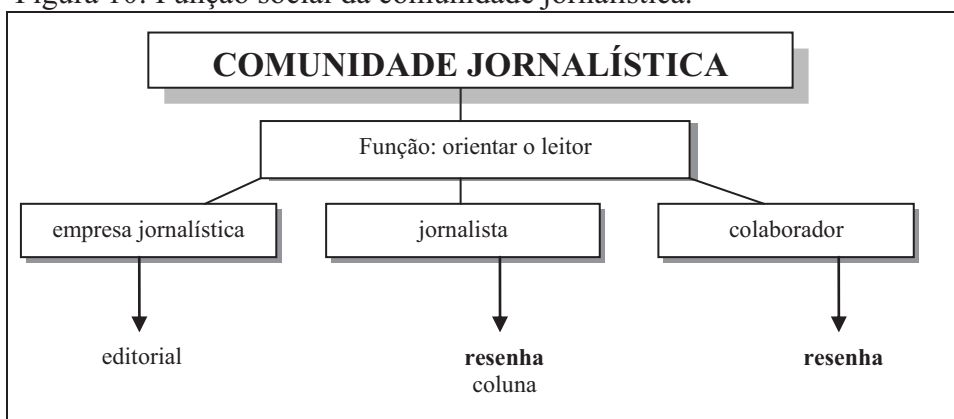 Figura 10: Função social da comunidade jornalística.
COMUNIDADE JORNALÍSTICA
Função: orientar o leitor
empresa jornalística
jornalista
colaborador
editorial
resenha
coluna
resenha